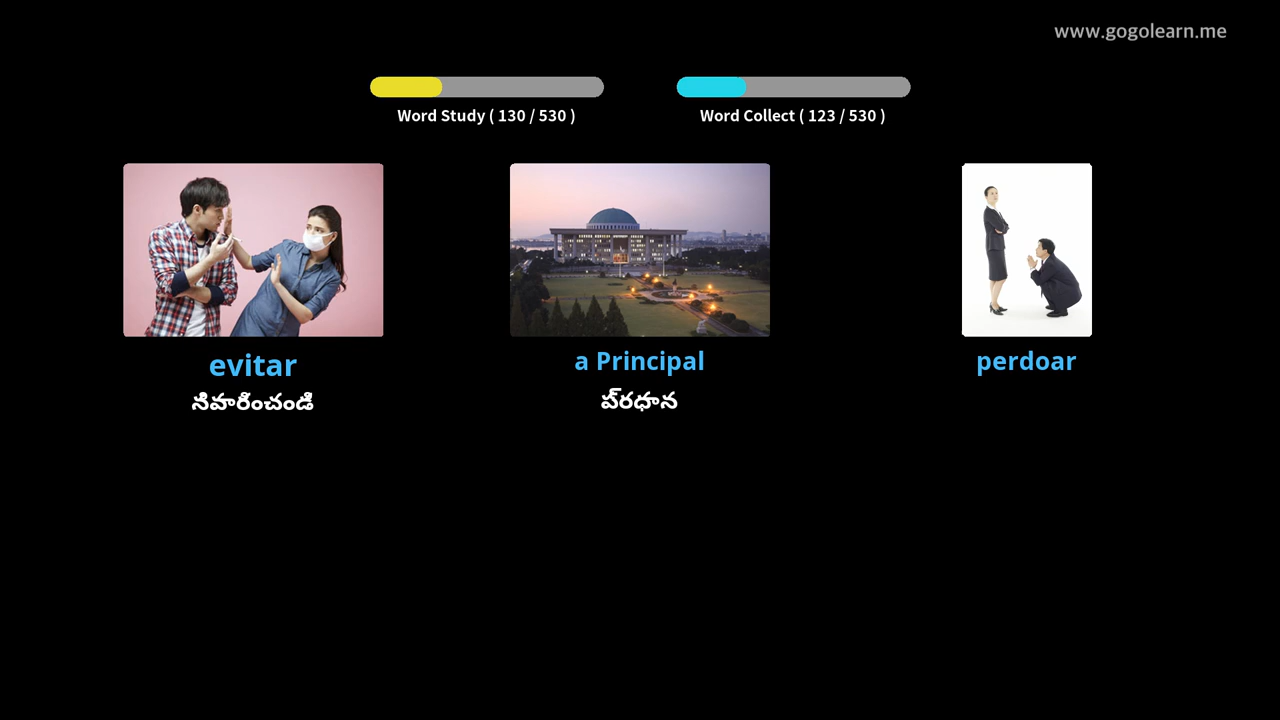 www.gogolearn.me
Word Study ( 130 / 530 )
Word Collect ( 123 / 530 )
evitar
a Principal
perdoar
నివారించండి
ప్రధాన